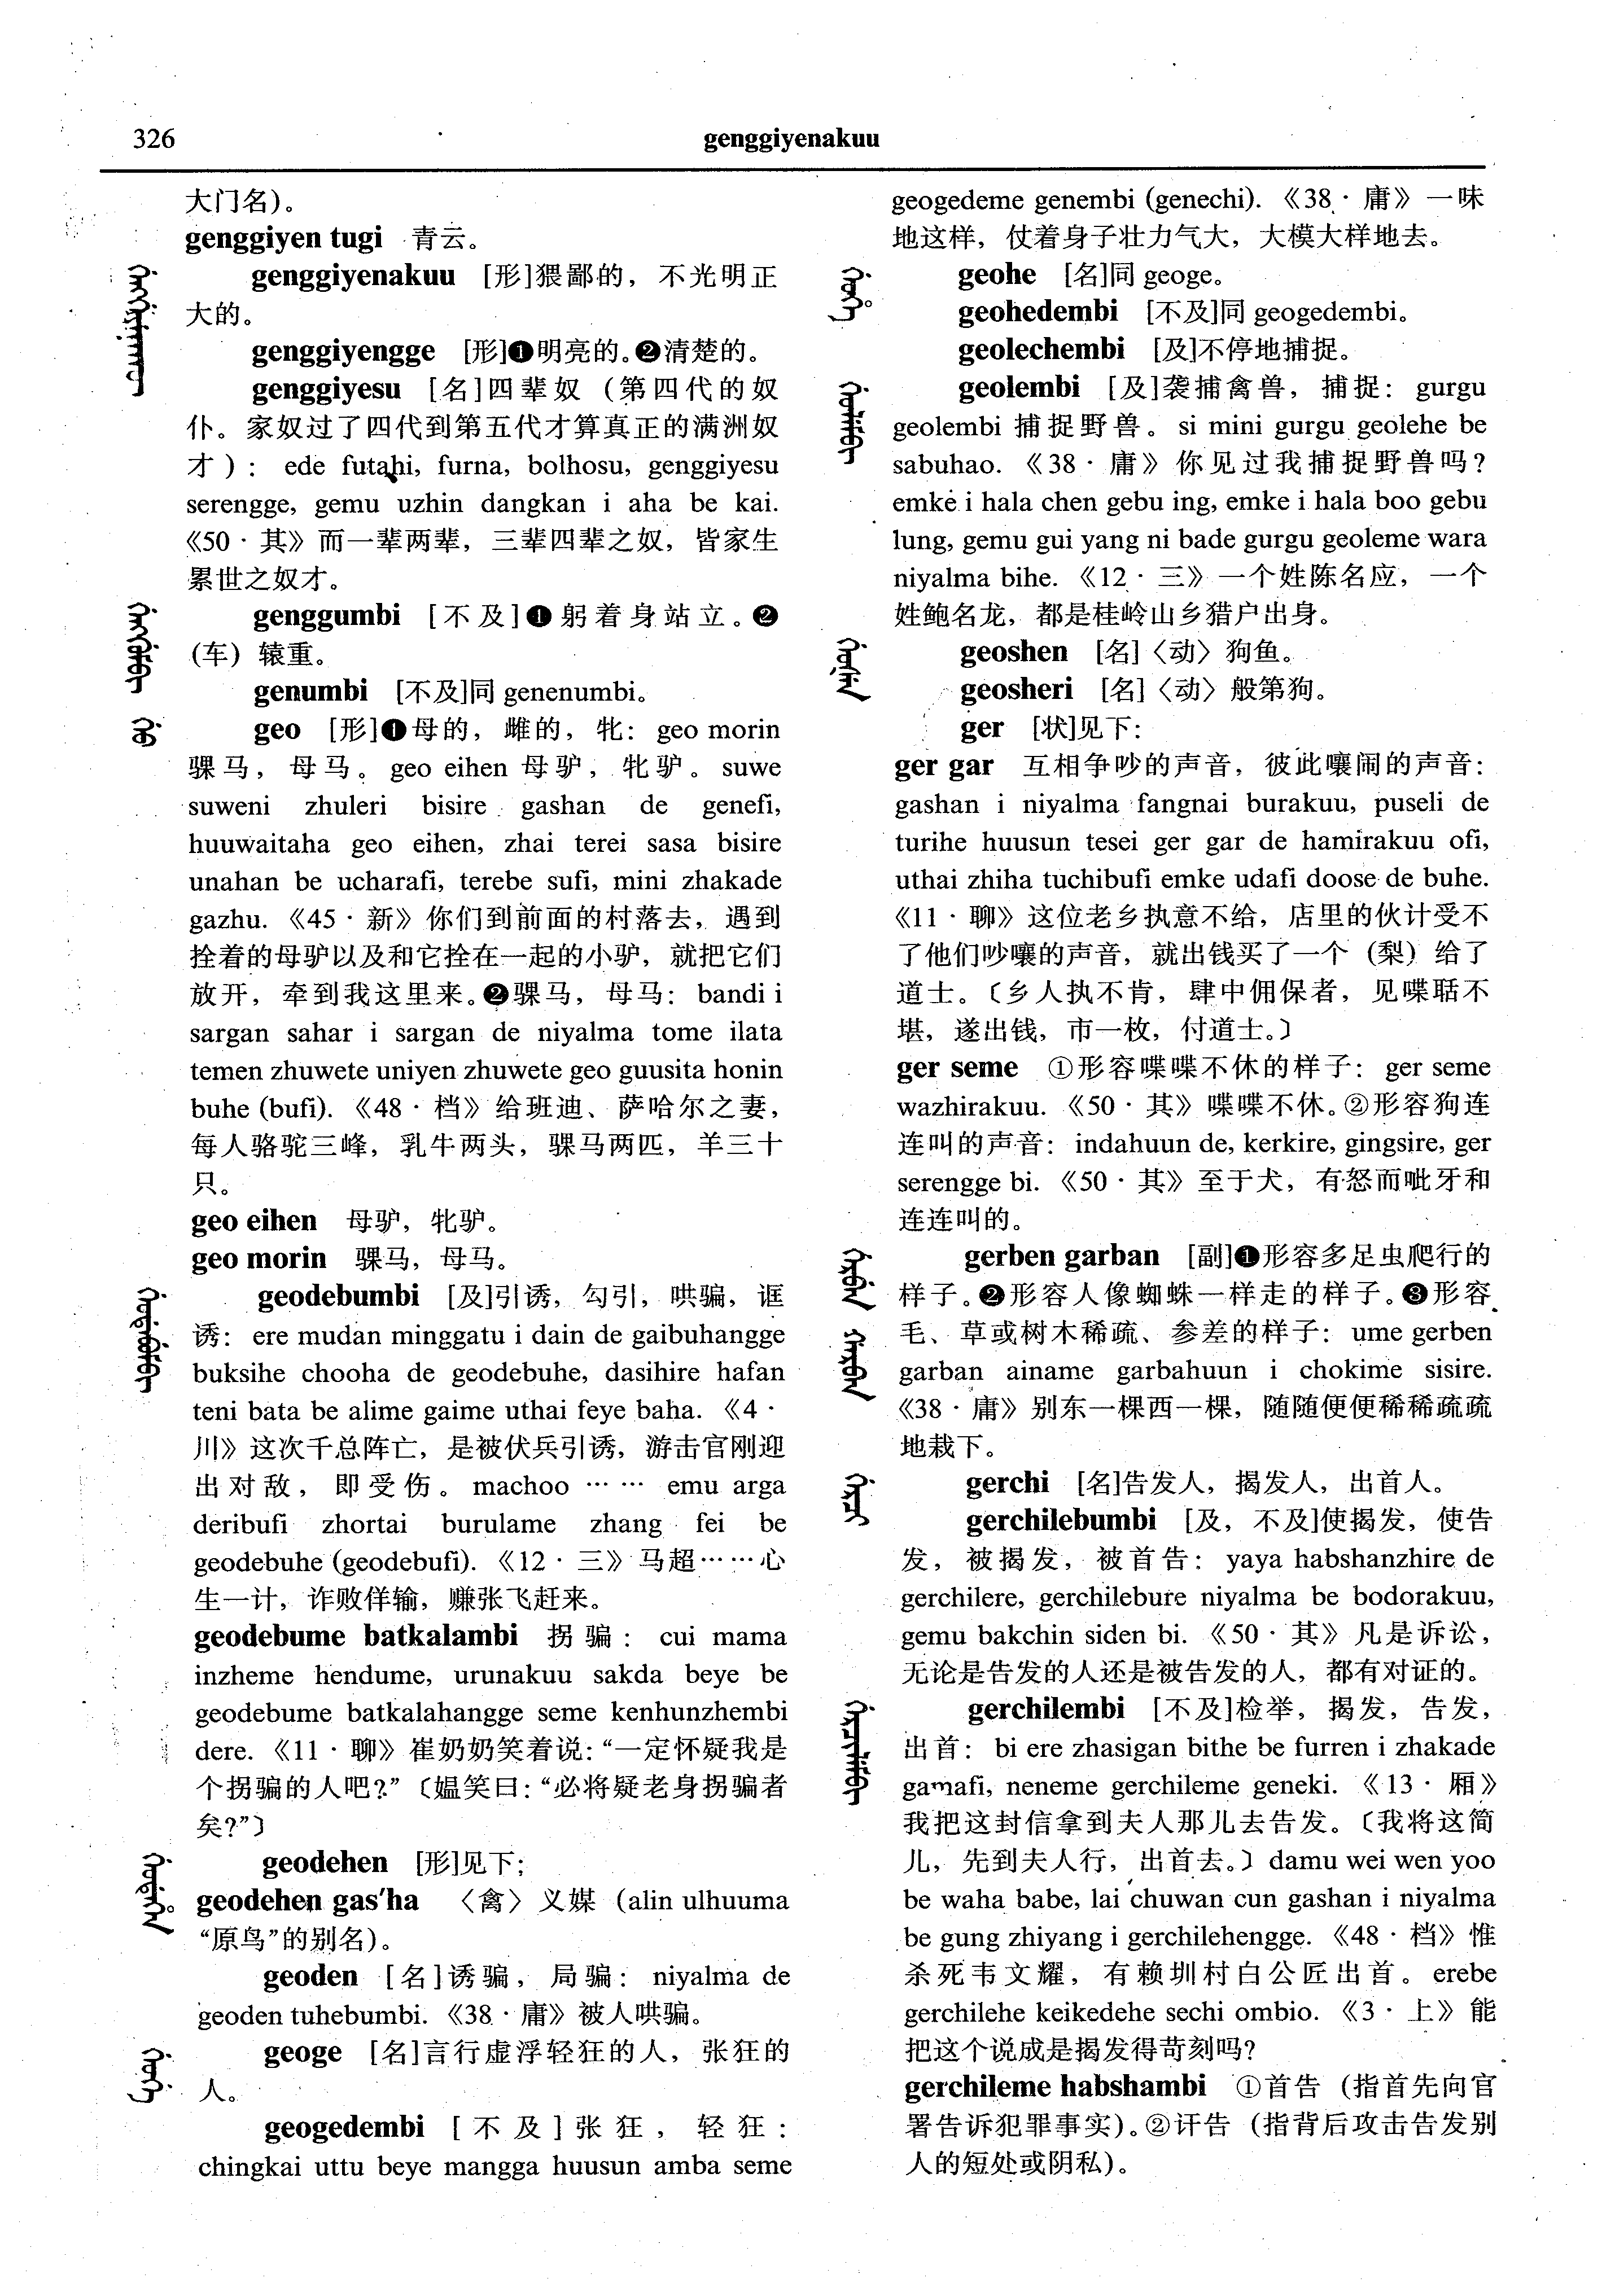 326
genggiyenakuu
大门名)。
genggiyen tugi 青云。
genggiyenakuu [形]猥鄙的，不光明正
大的。
genggiyengge [形]❶明亮的。❷清楚的。
genggiyesu [名]四辈奴（第四代的奴
仆。家奴过了四代到第五代才算真正的满洲奴
才）: ede futahi, furna, bolhosu, genggiyesu
serengge, gemu uzhin dangkan i aha be kai.
《50·其》而一辈两辈，三辈四辈之奴，皆家生
累世之奴才。
genggumbi [不及]❶躬着身站立。❷
(车) 辕重。
genumbi [不及]同 genenumbi。
geo [形]❶母的，雌的，牝: geo morin
骒马，母马。geo eihen 母驴，牝驴。suwe
suweni zhuleri bisire gashan de genefi,
huuwaitaha geo eihen, zhai terei sasa bisire
unahan be ucharafi, terebe sufi, mini zhakade
gazhu. 《45·新》你们到前面的村落去，遇到
拴着的母驴以及和它拴在一起的小驴，就把它们
放开，牵到我这里来。❷骒马，母马: bandi i
sargan sahar i sargan de niyalma tome ilata
temen zhuwete uniyen zhuwete geo guusita honin
buhe (bufi). 《48·档》给班迪、萨哈尔之妻，
每人骆驼三峰，乳牛两头，骒马两匹，羊三十
只。
geo eihen 母驴，牝驴。
geo morin 骒马，母马。
geodebumbi [及]引诱，勾引，哄骗，诓
诱: ere mudan minggatu i dain de gaibuhangge
buksihe chooha de geodebuhe, dasihire hafan
teni bata be alime gaime uthai feye baha. 《4·
川》这次千总阵亡，是被伏兵引诱，游击官刚迎
出对敌，即受伤。machoo …… emu arga
deribufi zhortai burulame zhang fei be
geodebuhe (geodebufi). 《12·三》马超……心
生一计，诈败佯输，赚张飞赶来。
geodebume batkalambi 拐骗: cui mama
inzheme hendume, urunakuu sakda beye be
geodebume batkalahangge seme kenhunzhembi
dere. 《11·聊》崔奶奶笑着说:“一定怀疑我是
个拐骗的人吧?”〔媪笑曰:“必将疑老身拐骗者
矣?”〕
geodehen [形]见下;
geodehen gas'ha 〈禽〉义媒 (alin ulhuuma
“原鸟”的别名)。
geoden [名]诱骗，局骗: niyalma de
geoden tuhebumbi. 《38·庸》被人哄骗。
geoge [名]言行虚浮轻狂的人，张狂的
人。
geogedembi [不及]张狂，轻狂:
chingkai uttu beye mangga huusun amba seme
geogedeme genembi (genechi). 《38·庸》一味
地这样，仗着身子壮力气大，大模大样地去。
geohe [名]同 geoge。
geohedembi [不及]同 geogedembi。
geolechembi [及]不停地捕捉。
geolembi [及]袭捕禽兽，捕捉: gurgu
geolembi 捕捉野兽。si mini gurgu geolehe be
sabuhao. 《38·庸》你见过我捕捉野兽吗?
emke i hala chen gebu ing, emke i hala boo gebu
lung, gemu gui yang ni bade gurgu geoleme wara
niyalma bihe. 《12·三》一个姓陈名应，一个
姓鲍名龙，都是桂岭山乡猎户出身。
geoshen [名]〈动〉狗鱼。
geosheri [名]〈动〉般第狗。
ger [状]见下:
ger gar 互相争吵的声音，彼此嚷闹的声音:
gashan i niyalma fangnai burakuu, puseli de
turihe huusun tesei ger gar de hamirakuu ofi,
uthai zhiha tuchibufi emke udafi doose de buhe.
《11·聊》这位老乡执意不给，店里的伙计受不
了他们吵嚷的声音，就出钱买了一个 (梨) 给了
道士。〔乡人执不肯，肆中佣保者，见喋聒不
堪，遂出钱，市一枚，付道士。〕
ger seme ①形容喋喋不休的样子: ger seme
wazhirakuu. 《50·其》喋喋不休。②形容狗连
连叫的声音: indahuun de, kerkire, gingsire, ger
serengge bi. 《50·其》至于犬，有怒而呲牙和
连连叫的。
gerben garban [副]❶形容多足虫爬行的
样子。❷形容人像蜘蛛一样走的样子。❸形容
毛、草或树木稀疏、参差的样子: ume gerben
garban ainame garbahuun i chokime sisire.
《38·庸》别东一棵西一棵，随随便便稀稀疏疏
地栽下。
gerchi [名]告发人，揭发人，出首人。
gerchilebumbi [及，不及]使揭发，使告
发，被揭发，被首告: yaya habshanzhire de
gerchilere, gerchilebure niyalma be bodorakuu,
gemu bakchin siden bi. 《50·其》凡是诉讼，
无论是告发的人还是被告发的人，都有对证的。
gerchilembi [不及]检举，揭发，告发，
出首: bi ere zhasigan bithe be furren i zhakade
gamafi, neneme gerchileme geneki. 《13·厢》
我把这封信拿到夫人那儿去告发。〔我将这简
儿，先到夫人行，出首去。〕damu wei wen yoo
be waha babe, lai chuwan cun gashan i niyalma
be gung zhiyang i gerchilehengge. 《48·档》惟
杀死韦文耀，有赖圳村白公匠出首。erebe
gerchilehe keikedehe sechi ombio. 《3·上》能
把这个说成是揭发得苛刻吗?
gerchileme habshambi ①首告 (指首先向官
署告诉犯罪事实)。②讦告 (指背后攻击告发别
人的短处或阴私)。